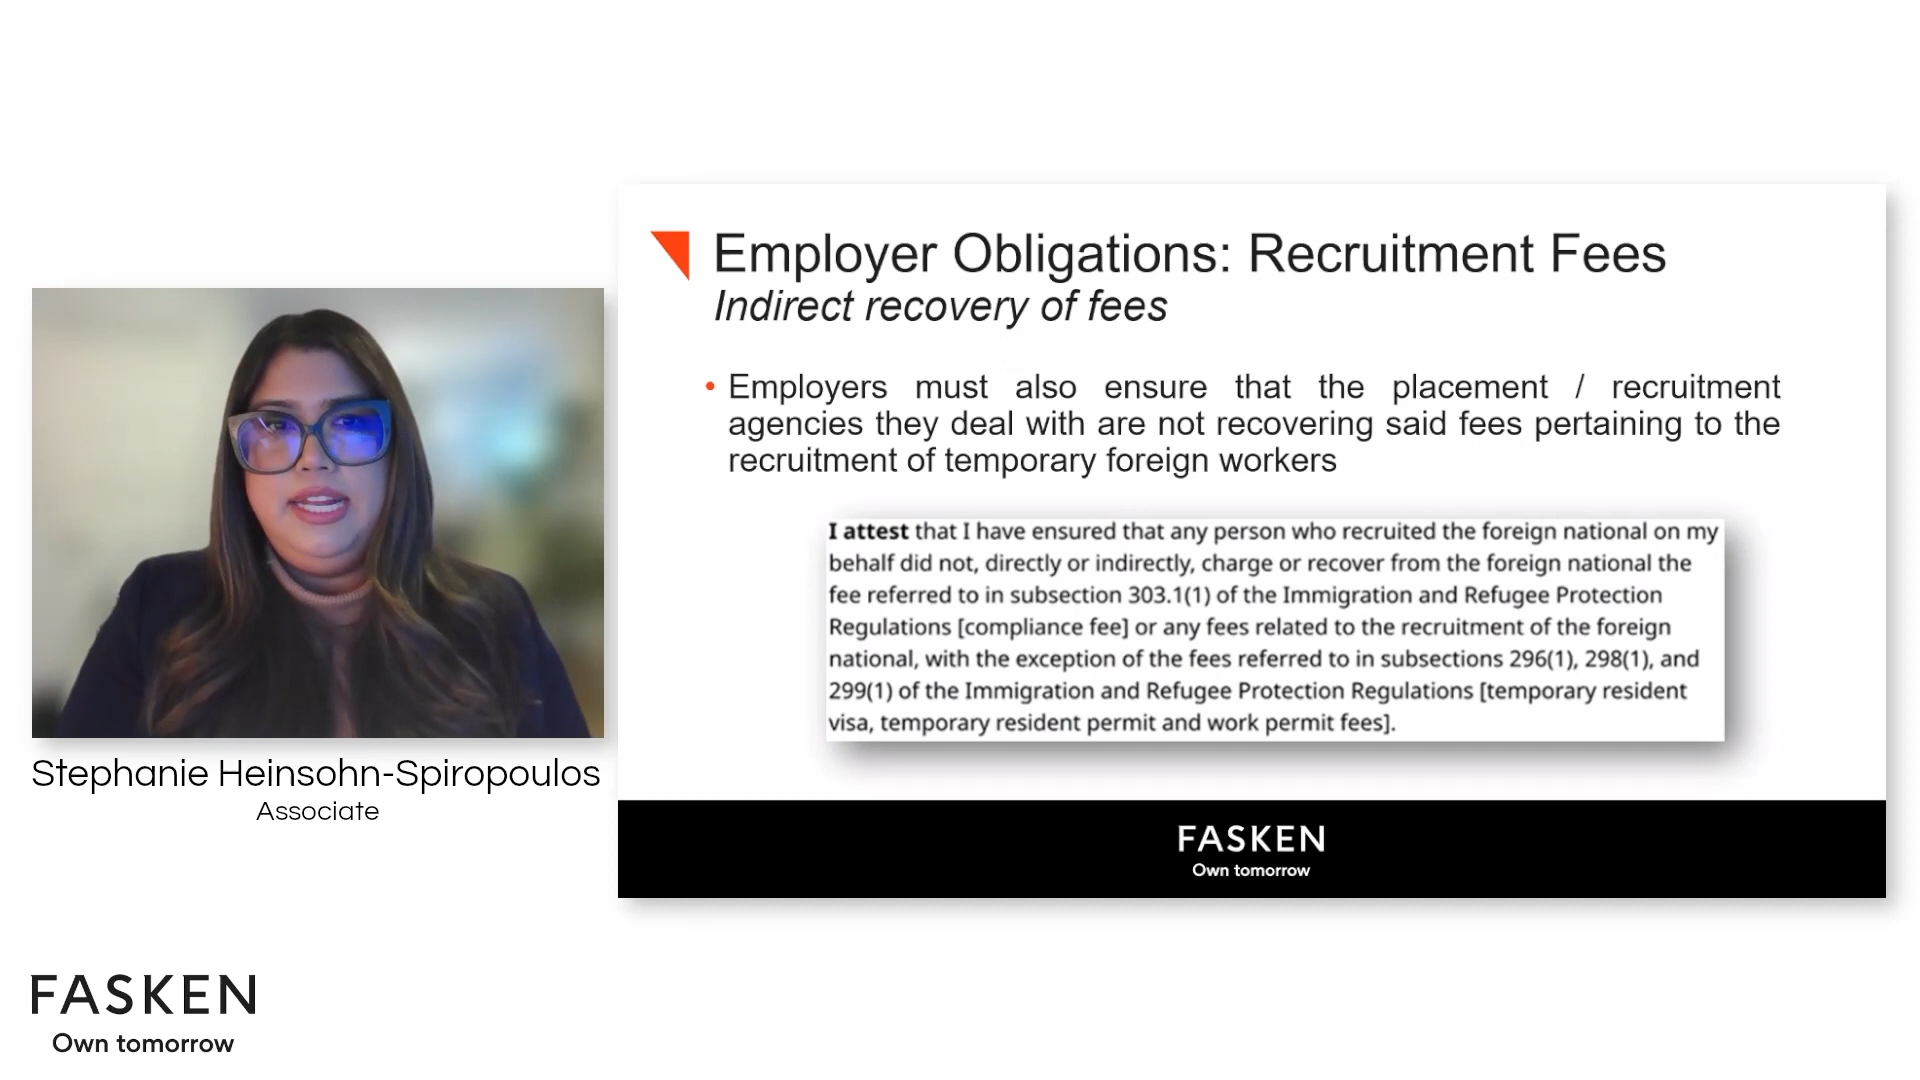 Employer Obligations: Recruitment Fees
Indirect recovery of fees
• Employers must also ensure that the placement / recruitment
agencies they deal with are not recovering said fees pertaining to the
recruitment of temporary foreign workers
I attest that I have ensured that any person who recruited the foreign national on my
behalf did not, directly or indirectly, charge or recover from the foreign national the
fee referred to in subsection 303.1(1) of the Immigration and Refugee Protection
Regulations [compliance fee] or any fees related to the recruitment of the foreign
national, with the exception of the fees referred to in subsections 296(1), 298(1), and
299(1) of the Immigration and Refugee Protection Regulations [temporary resident
visa, temporary resident permit and work permit fees].
FASKEN
Own tomorrow
Stephanie Heinsohn-Spiropoulos
Associate
FASKEN
Own tomorrow